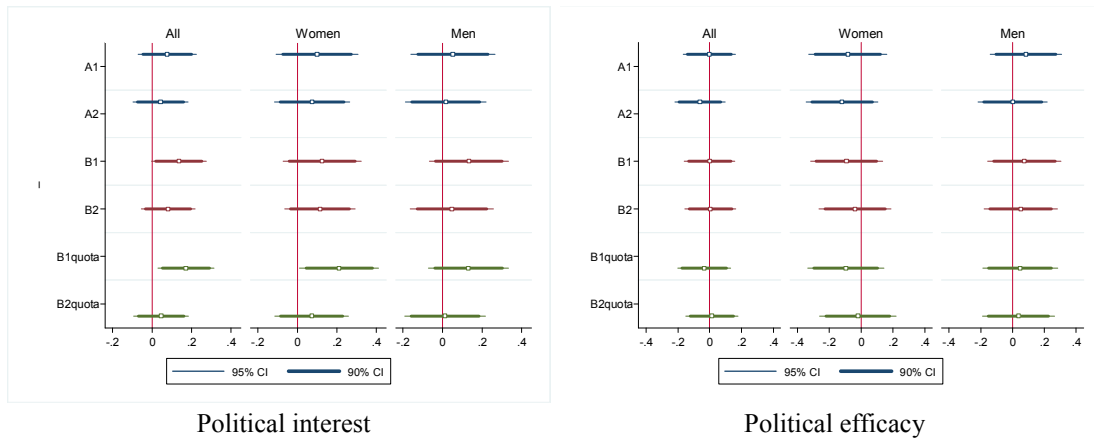 All Women Men
A1
A2
B1
B2
B1quota
B2quota
-.2 0 .2 .4 -.2 0 .2 .4 -.2 0 .2 .4
95% CI 90% CI
Political interest
All Women Men
A1
A2
B1
B2
B1quota
B2quota
-.4 -.2 0 .2 .4 -.4 -.2 0 .2 .4 -.4 -.2 0 .2 .4
95% CI 90% CI
Political efficacy